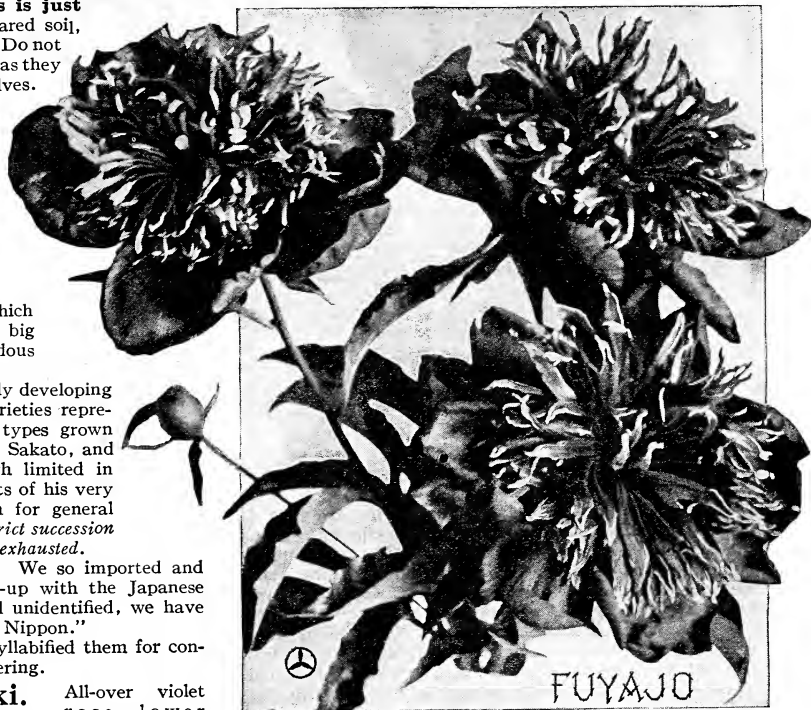 s is just
ared soil,
Do not
as they
lves.
hich
big
dous
ly developing
rieties repre-
types grown
Sakato, and
h limited in
ts of his very
n for general
rict succession
exhausted.
We so imported and
-up with the Japanese
l unidentified, we have
Nippon."
yllabified them for con-
ering.
ki. All-over violet
FUYAJO